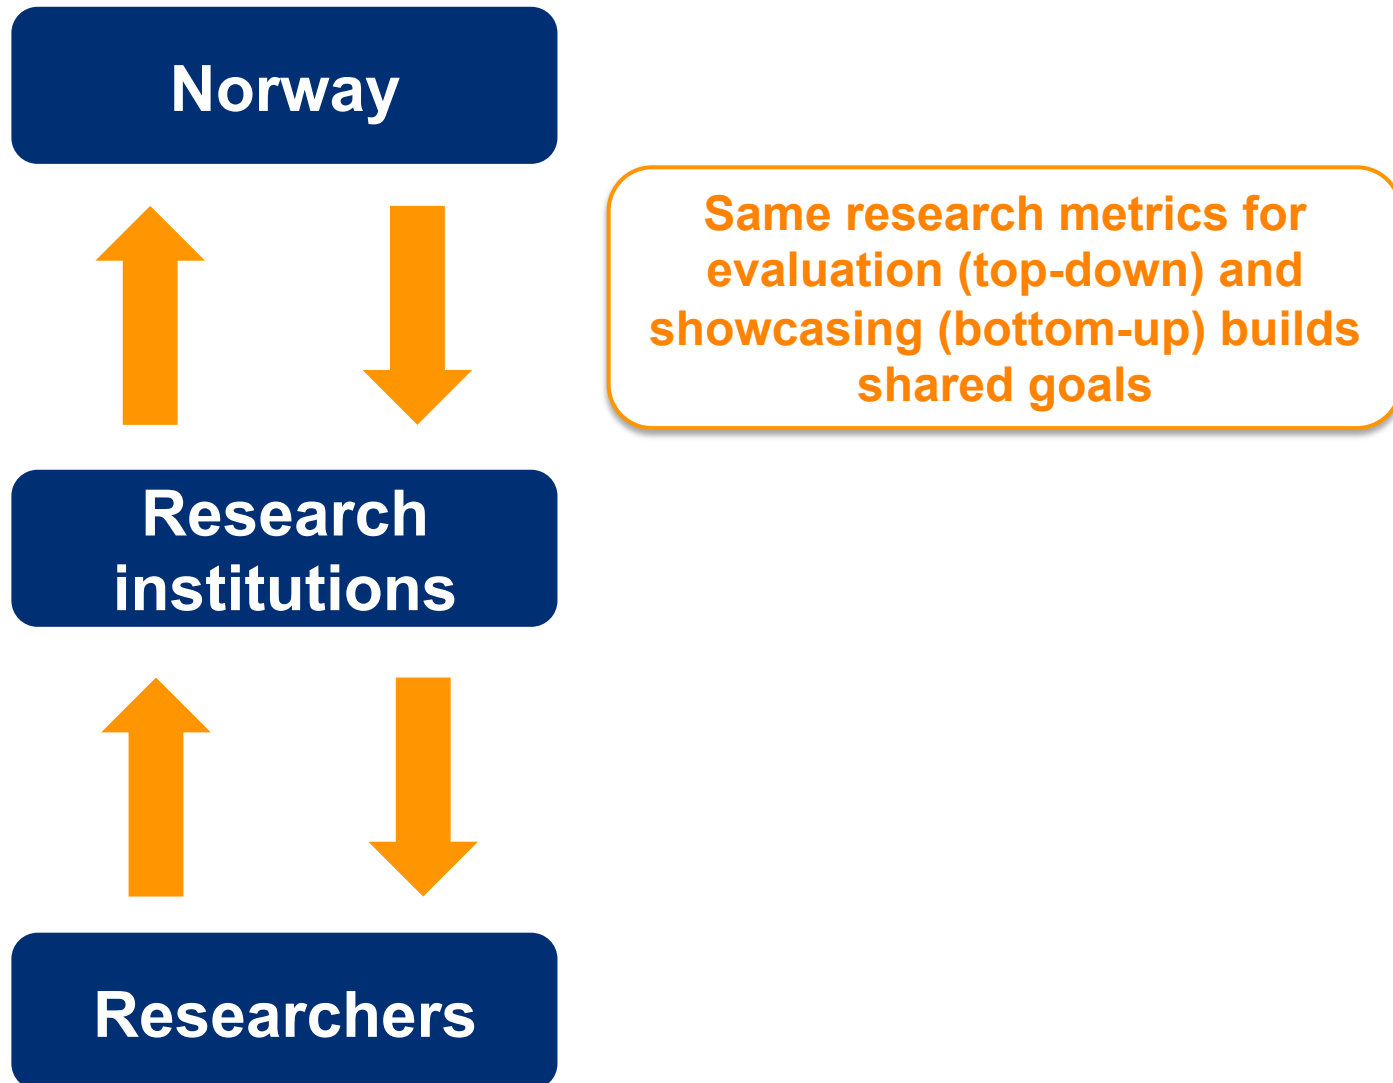 Norway
Same research metrics for
evaluation (top-down) and
showcasing (bottom-up) builds
shared goals
Research
institutions
Researchers